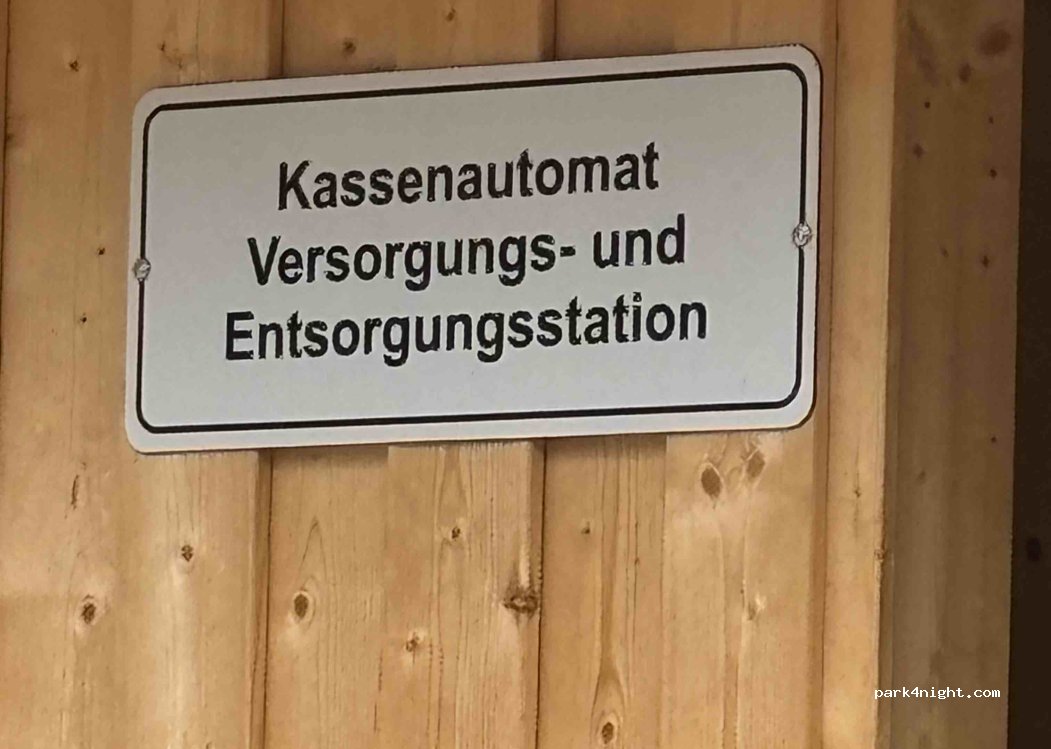 Kassenautomat
Versorgungs- und
Entsorgungsstation
park4night.com